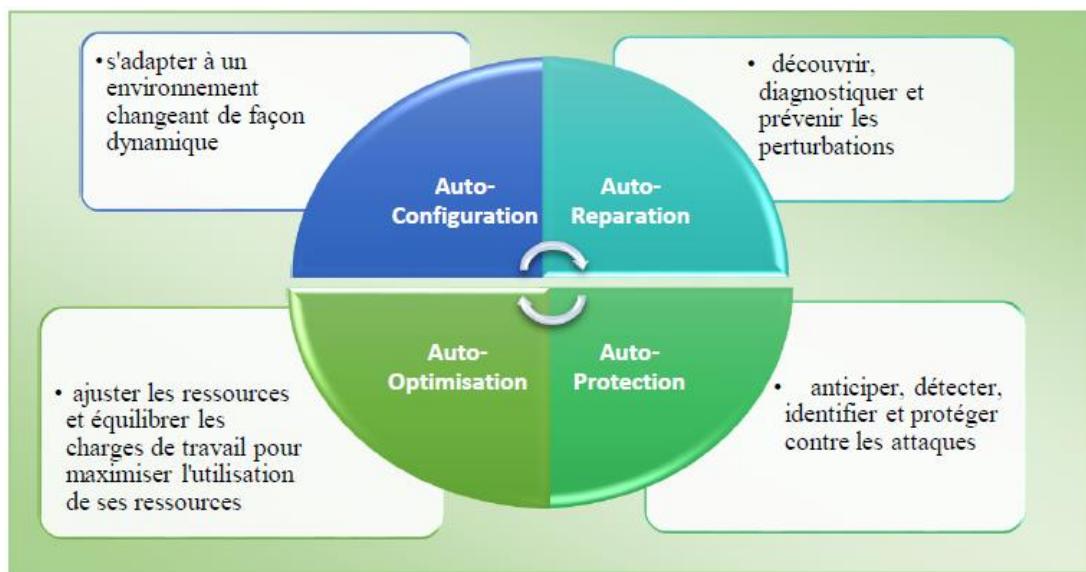 •s'adapter à un
environnement
changeant de façon
dynamique
• découvrir,
diagnostiquer et
prévenir les
perturbations
Auto-
Configuration
Auto-
Reparation
Auto-
Optimisation
Auto-
Protection
• ajuster les ressources
et équilibrer les
charges de travail pour
maximiser l'utilisation
de ses ressources
• anticiper, détecter,
identifier et protéger
contre les attaques